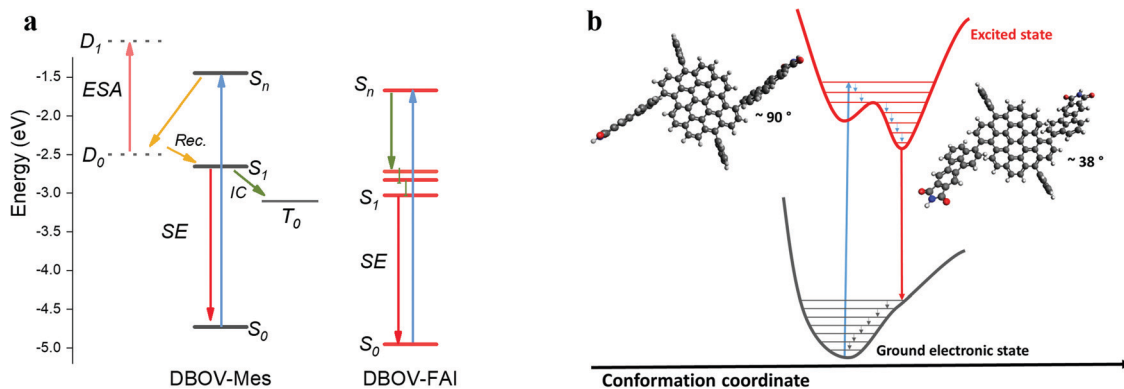 a
b
D₁
ESA
D₀
Rec.
Sₙ
S₁
IC
T₀
SE
S₀
Sₙ
S₁
SE
S₀
Energy (eV)
-1.5
-2.0
-2.5
-3.0
-3.5
-4.0
-4.5
-5.0
DBOV-Mes
DBOV-FAI
Excited state
~ 90 °
~ 38 °
Ground electronic state
Conformation coordinate